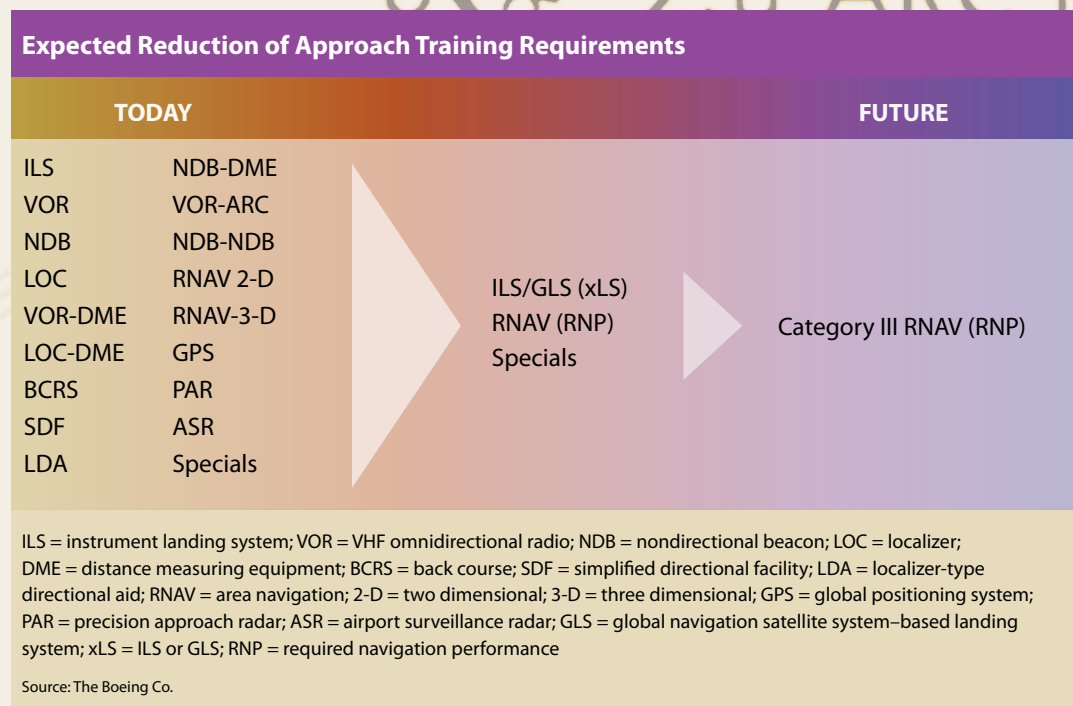 Expected Reduction of Approach Training Requirements
TODAY
FUTURE
ILS
VOR
NDB
LOC
VOR-DME
LOC-DME
BCRS
SDF
LDA
NDB-DME
VOR-ARC
NDB-NDB
RNAV 2-D
RNAV-3-D
GPS
PAR
ASR
Specials
ILS/GLS (xLS)
RNAV (RNP)
Specials
Category III RNAV (RNP)
ILS = instrument landing system; VOR = VHF omnidirectional radio; NDB = nondirectional beacon; LOC = localizer;
DME = distance measuring equipment; BCRS = back course; SDF = simplified directional facility; LDA = localizer-type
directional aid; RNAV = area navigation; 2-D = two dimensional; 3-D = three dimensional; GPS = global positioning system;
PAR = precision approach radar; ASR = airport surveillance radar; GLS = global navigation satellite system–based landing
system; xLS = ILS or GLS; RNP = required navigation performance
Source: The Boeing Co.